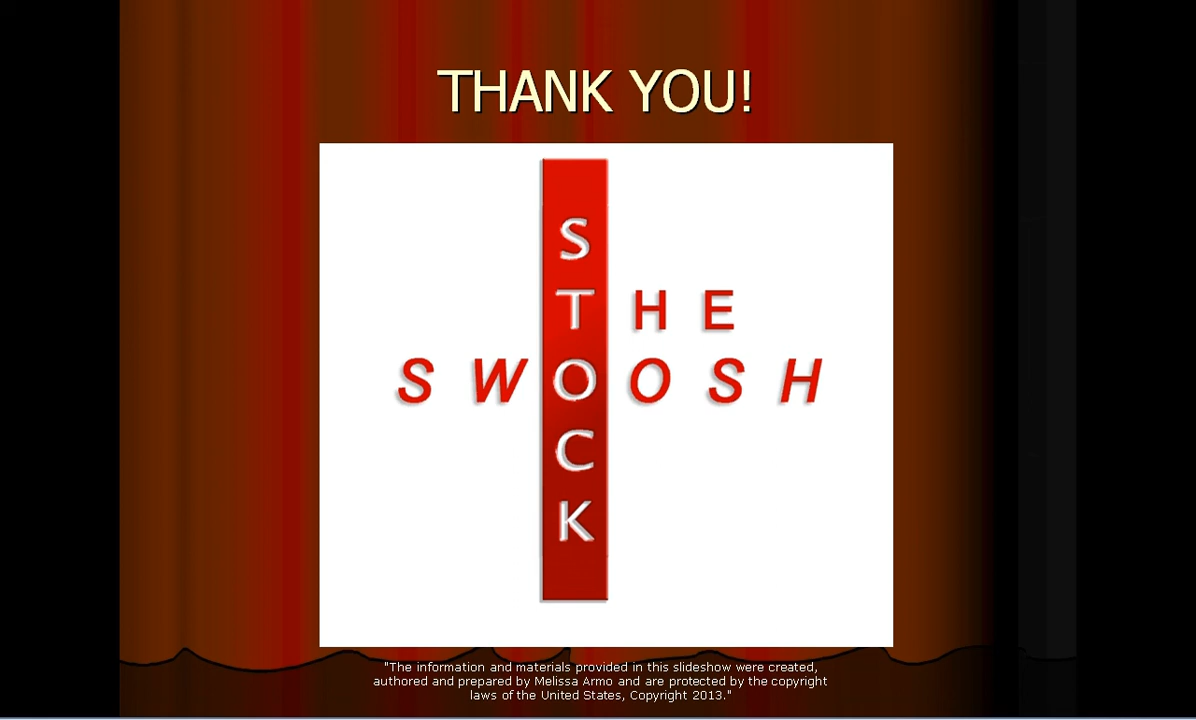 THANK YOU!
STOCK
THE
SWOOSH
"The information and materials provided in this slideshow were created,
authored and prepared by Melissa Armo and are protected by the copyright
laws of the United States, Copyright 2013."